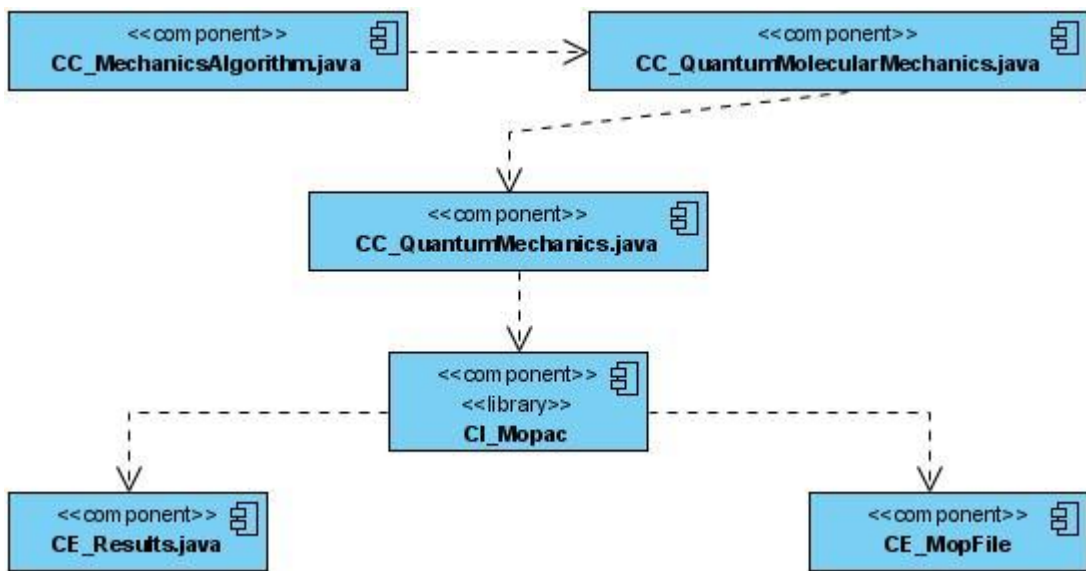 <<component>>
CC_MechanicsAlgorithm.java
<<component>>
CC_QuantumMolecularMechanics.java
<<component>>
CC_QuantumMechanics.java
<<component>>
<<library>>
CI_Mopac
<<component>>
CE_Results.java
<<component>>
CE_MopFile